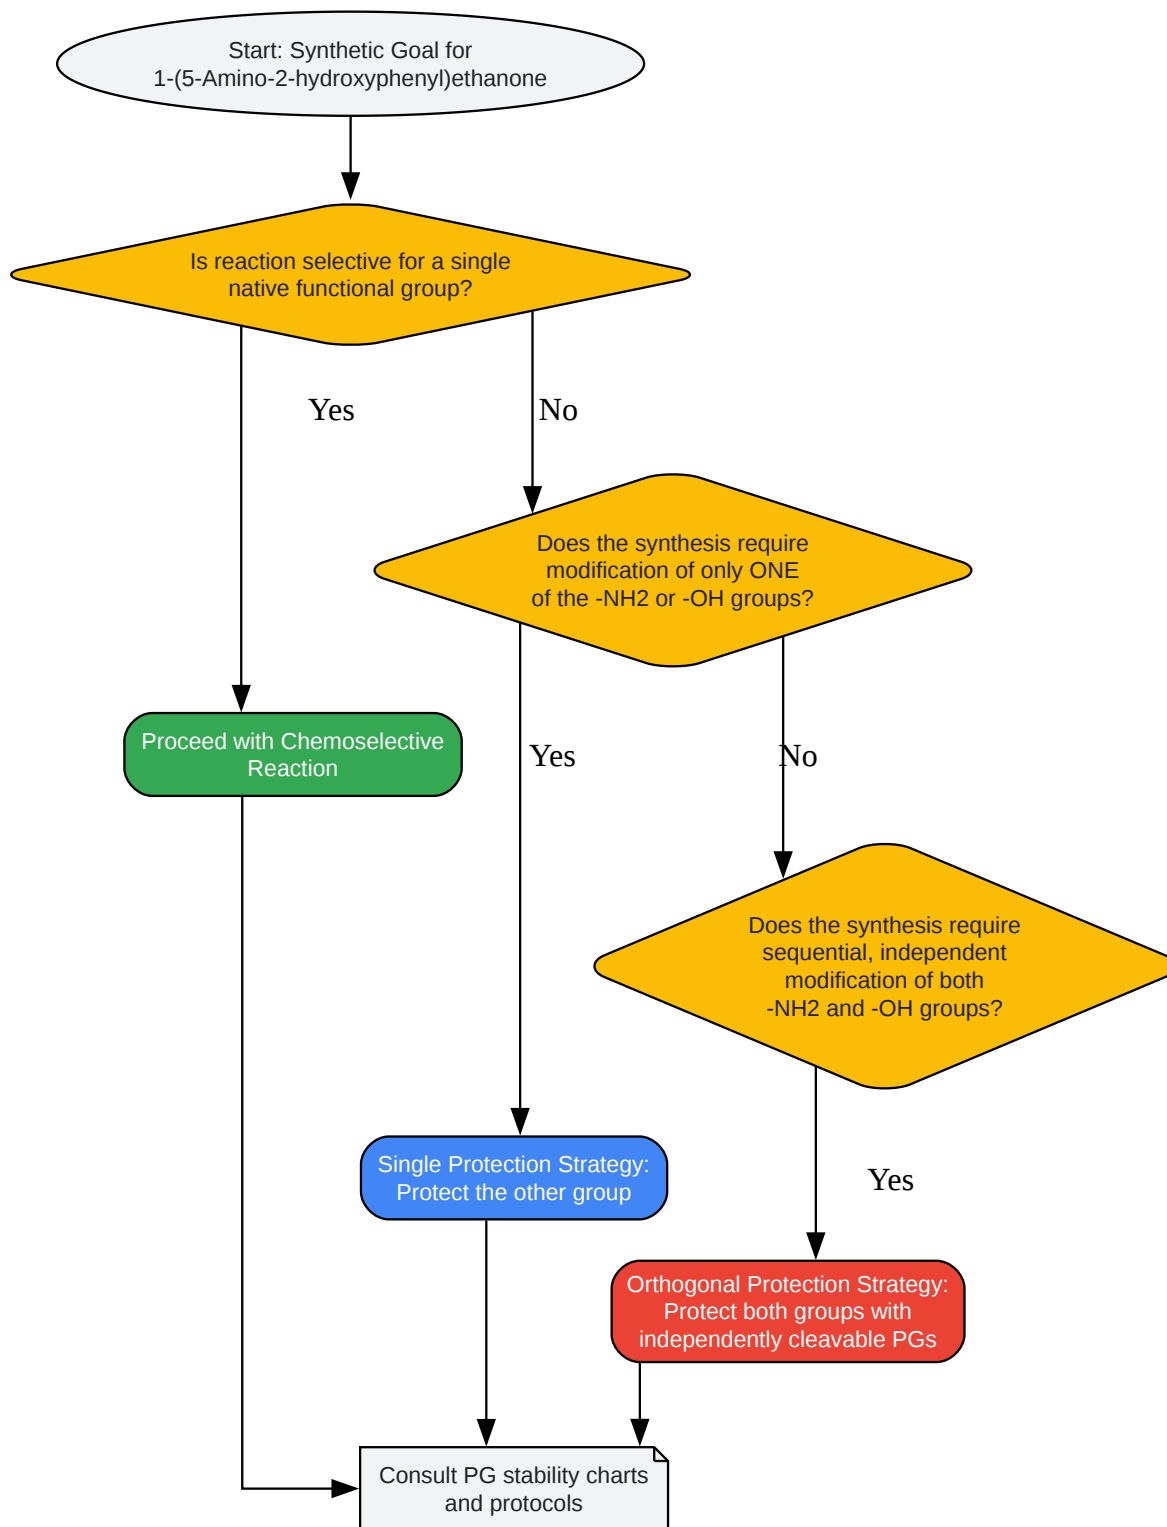 Start: Synthetic Goal for
1-(5-Amino-2-hydroxyphenyl)ethanone
Is reaction selective for a single
native functional group?
Yes
No
Does the synthesis require
modification of only ONE
of the -NH2 or -OH groups?
Proceed with Chemoselective
Reaction
Yes
No
Does the synthesis require
sequential, independent
modification of both
-NH2 and -OH groups?
Single Protection Strategy:
Protect the other group
Yes
Orthogonal Protection Strategy:
Protect both groups with
independently cleavable PGs
Consult PG stability charts
and protocols